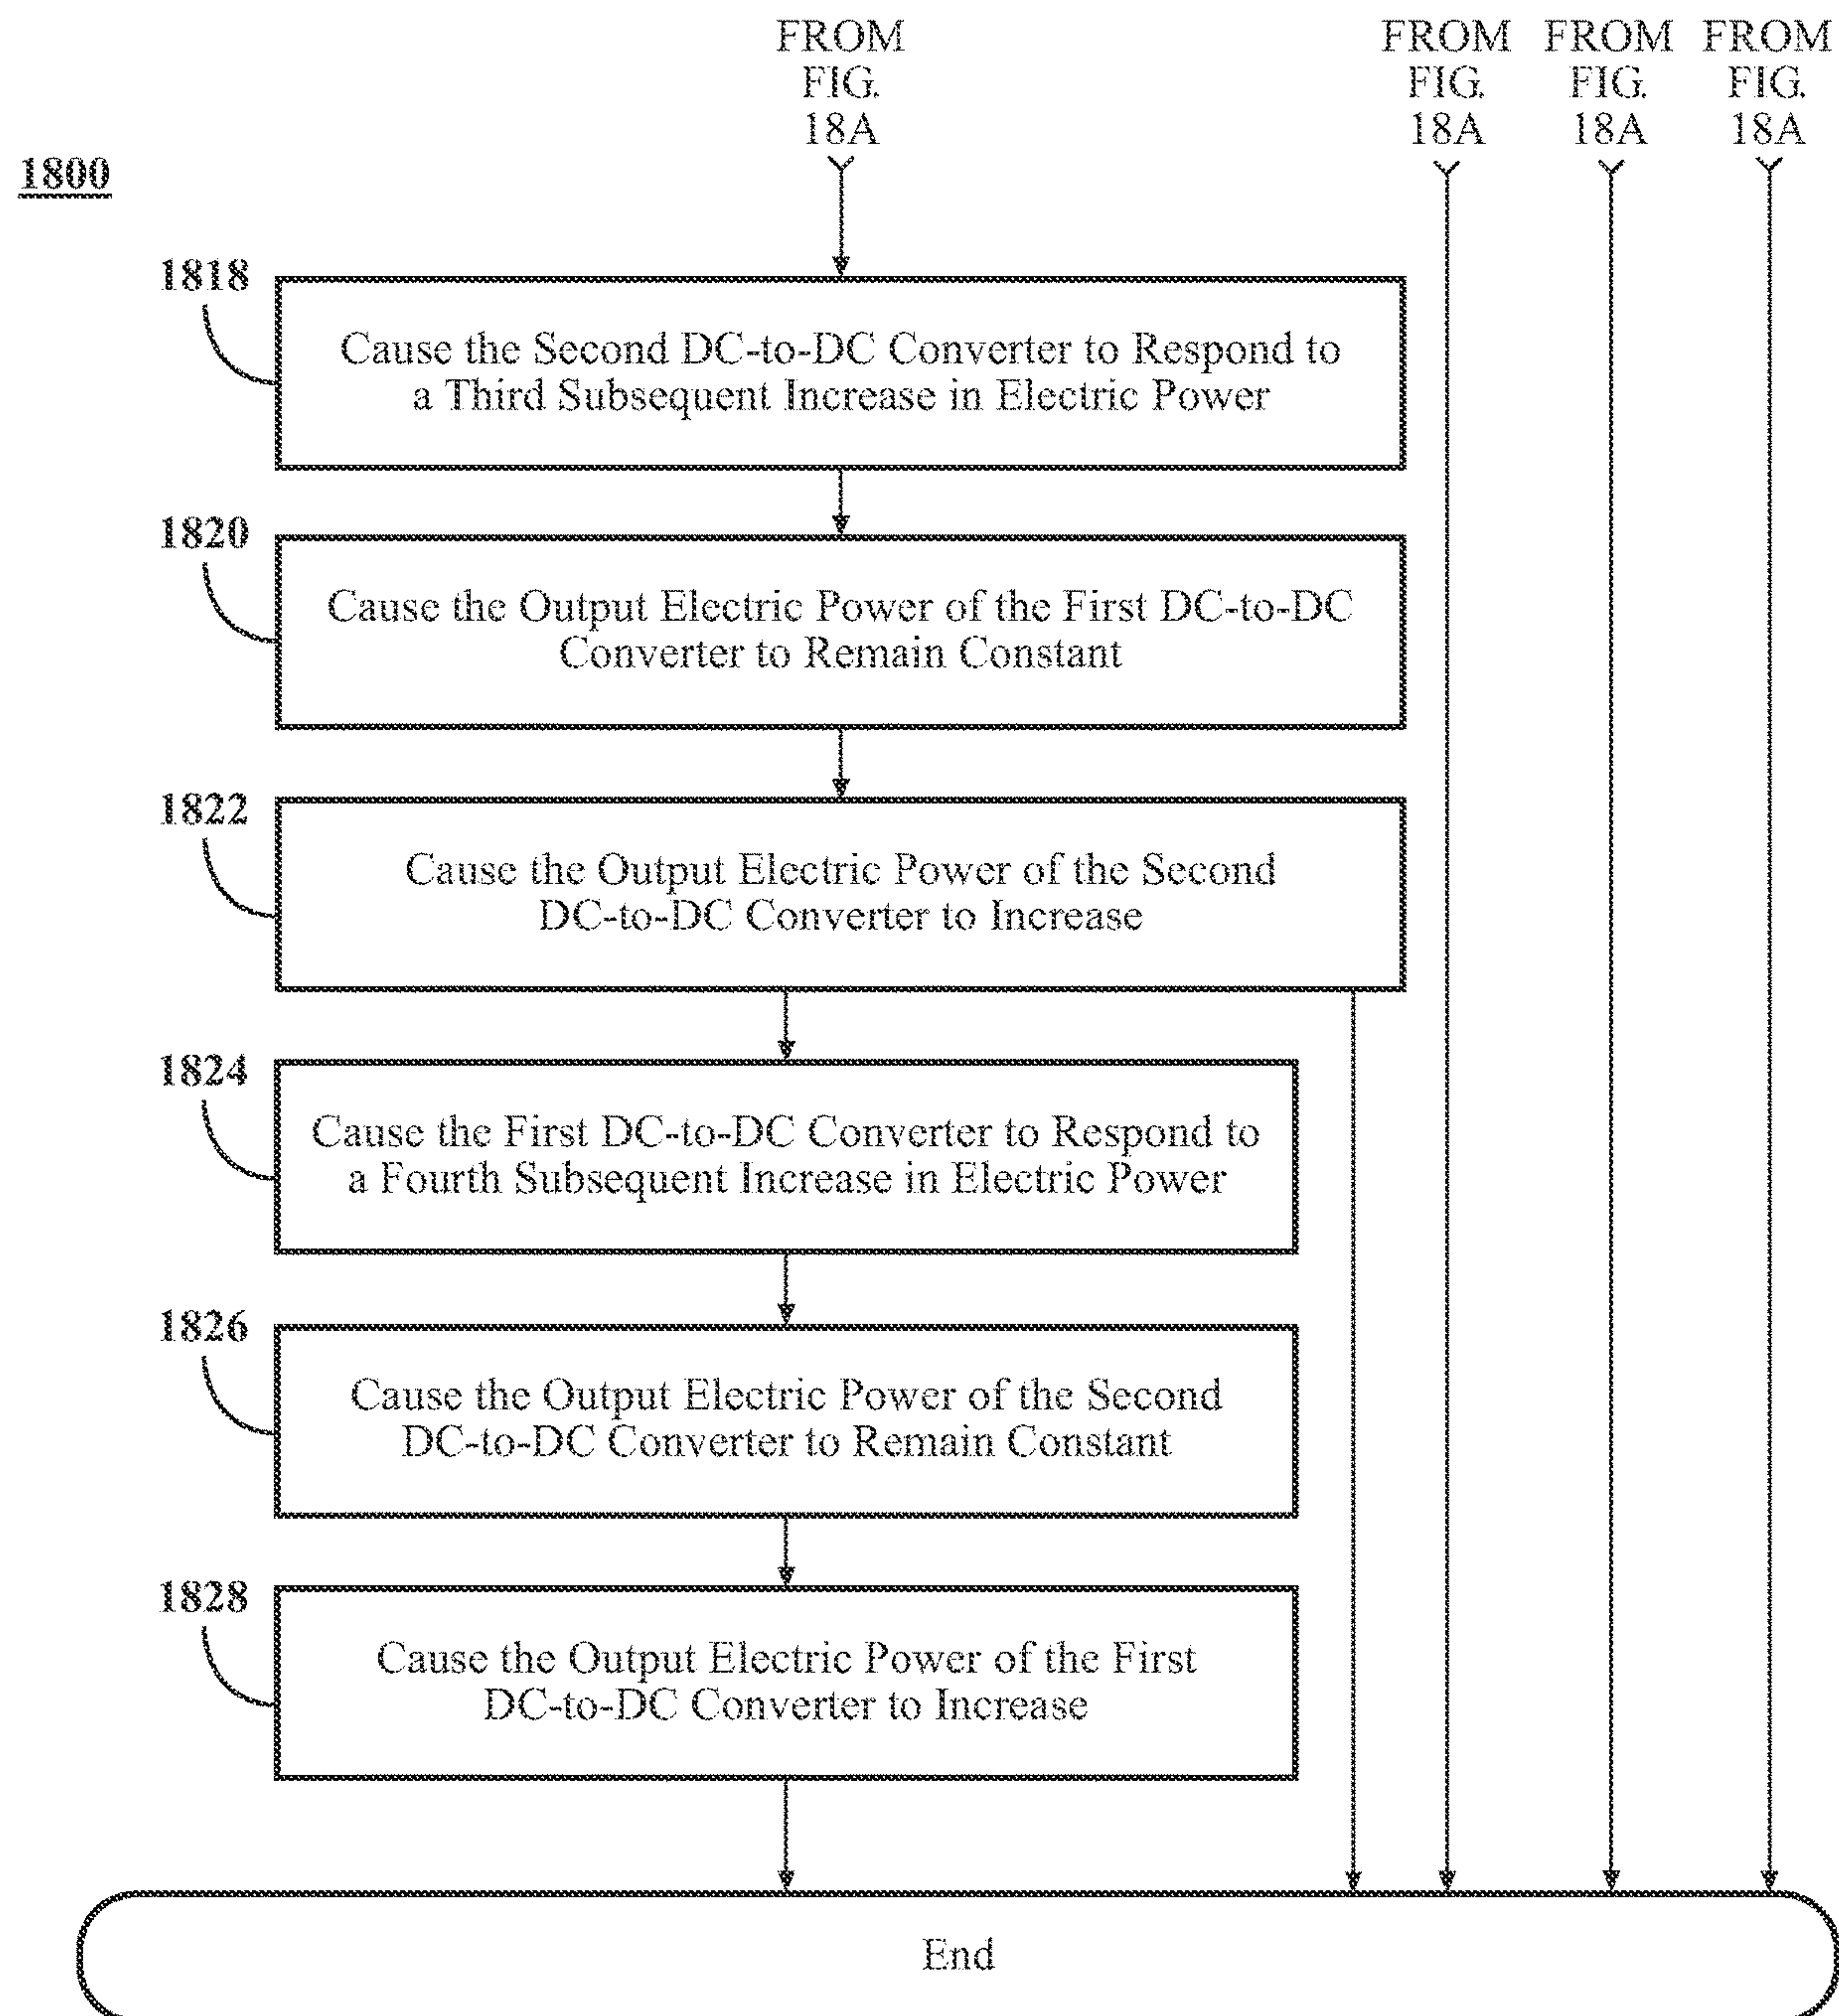 FROM
FIG.
18A
FROM
FIG.
18A
FROM
FIG.
18A
FROM
FIG.
18A
1800
1818
Cause the Second DC-to-DC Converter to Respond to
a Third Subsequent Increase in Electric Power
1820
Cause the Output Electric Power of the First DC-to-DC
Converter to Remain Constant
1822
Cause the Output Electric Power of the Second
DC-to-DC Converter to Increase
1824
Cause the First DC-to-DC Converter to Respond to
a Fourth Subsequent Increase in Electric Power
1826
Cause the Output Electric Power of the Second
DC-to-DC Converter to Remain Constant
1828
Cause the Output Electric Power of the First
DC-to-DC Converter to Increase
End